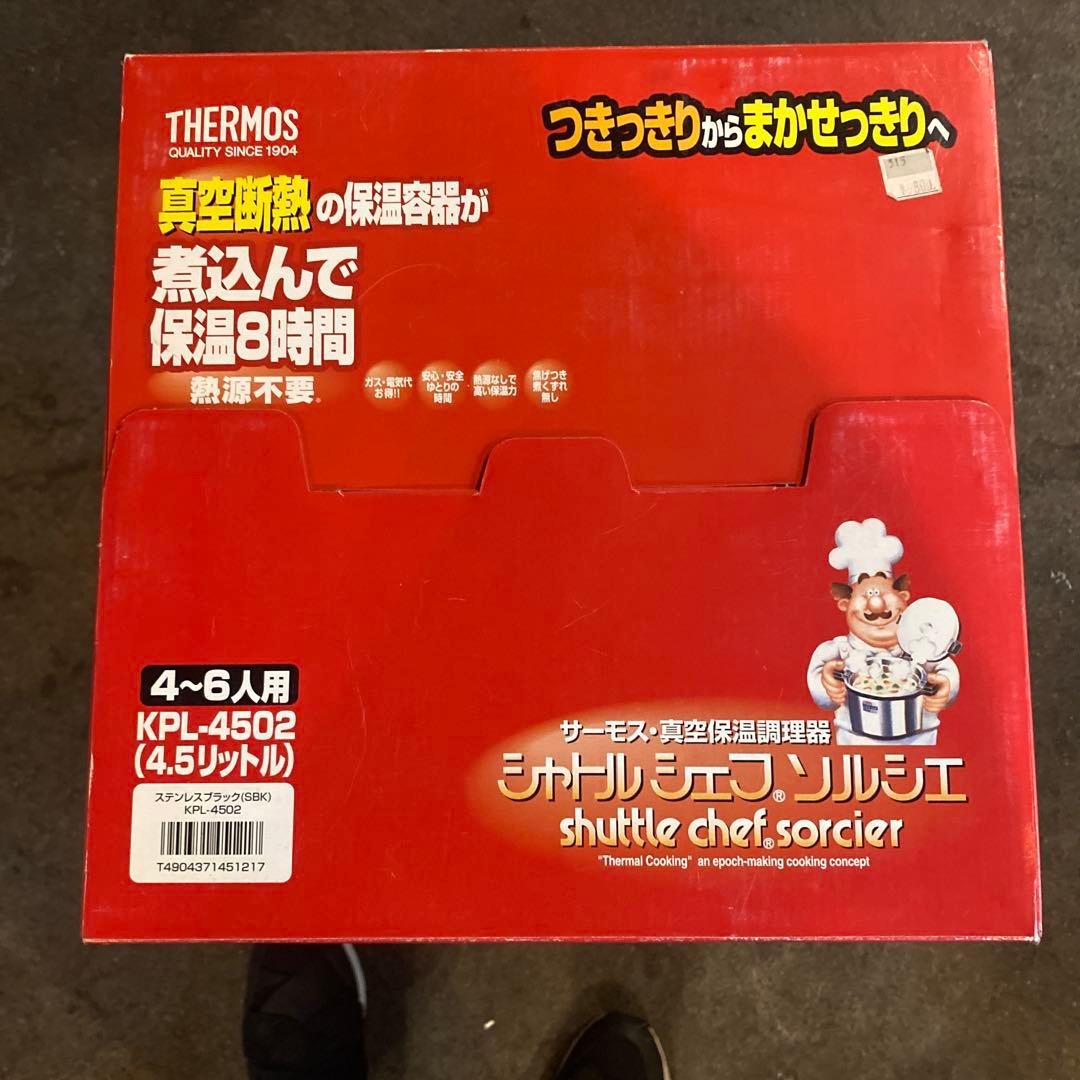 THERMOS
QUALITY SINCE 1904
つきっきりからまかせっきりへ
515
真空断熱の保温容器が
煮込んで
保温8時間
熱源不要®
ガス・電気代
お得!!
安心・安全
ゆとりの
時間
熱源なしで
高い保温力
焦げつき
煮くずれ
無し
4~6人用
KPL-4502
(4.5リットル)
ステンレスブラック(SBK)
KPL-4502
T4904371451217
サーモス・真空保温調理器
シャトルシェフ®ソルシエ
shuttle chef® sorcier
"Thermal Cooking" an epoch-making cooking concept